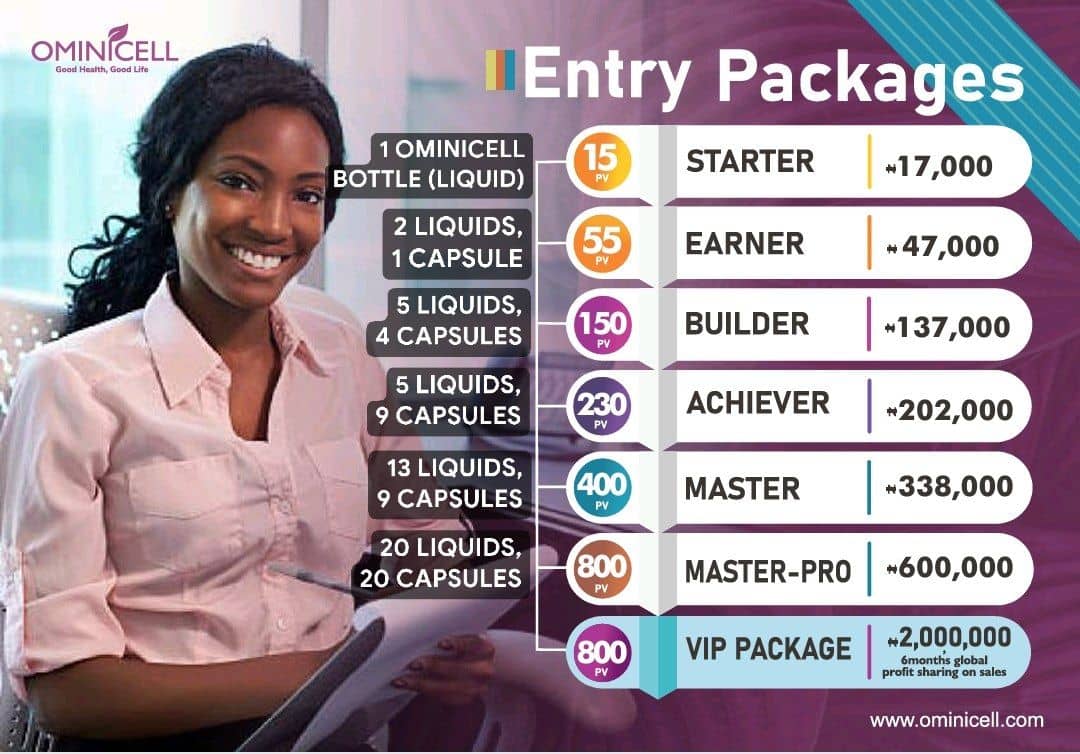 OMINICELL
Good Health, Good Life
Entry Packages
1 OMINICELL
BOTTLE (LIQUID)
15
PV
STARTER
₦17,000
2 LIQUIDS,
1 CAPSULE
55
PV
EARNER
₦47,000
5 LIQUIDS,
4 CAPSULES
150
PV
BUILDER
₦137,000
5 LIQUIDS,
9 CAPSULES
230
PV
ACHIEVER
₦202,000
13 LIQUIDS,
9 CAPSULES
400
PV
MASTER
₦338,000
20 LIQUIDS,
20 CAPSULES
800
PV
MASTER-PRO
₦600,000
800
PV
VIP PACKAGE
₦2,000,000
6months global
profit sharing on sales
www.ominicell.com